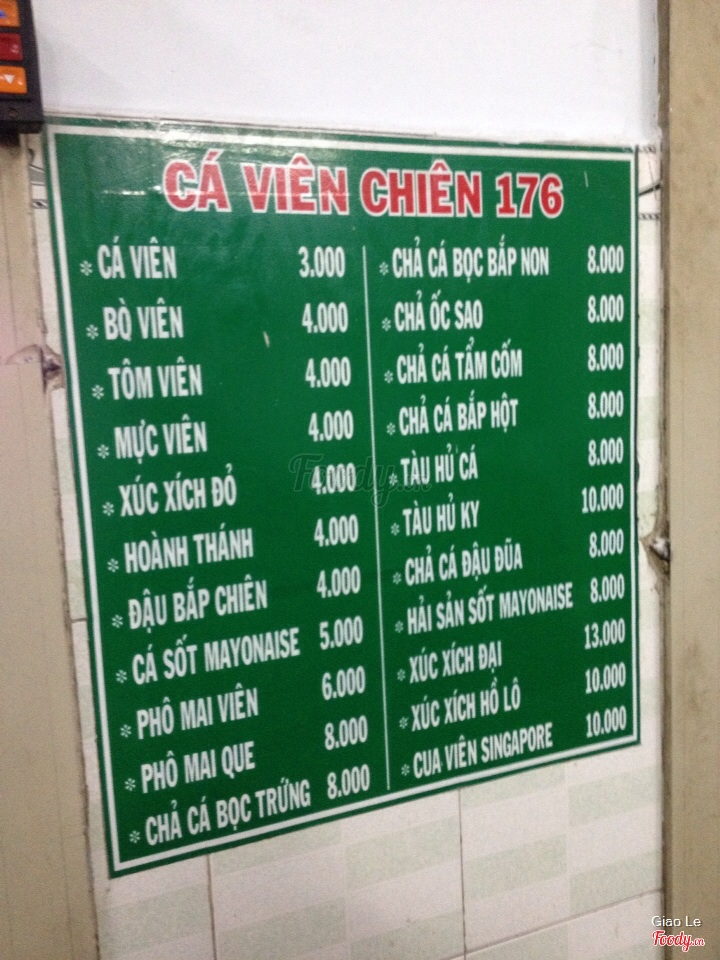 CÁ VIÊN CHIÊN 176
* CÁ VIÊN 3.000
* BÒ VIÊN 4.000
* TÔM VIÊN 4.000
* MỰC VIÊN 4.000
* XÚC XÍCH ĐỎ 4.000
* HOÀNH THÁNH 4.000
* ĐẬU BẮP CHIÊN 4.000
* CÁ SỐT MAYONAISE 5.000
* PHÔ MAI VIÊN 6.000
* PHÔ MAI QUE 8.000
* CHẢ CÁ BỌC TRỨNG 8.000
* CHẢ CÁ BỌC BẮP NON 8.000
* CHẢ ỐC SAO 8.000
* CHẢ CÁ TẨM CỐM 8.000
* CHẢ CÁ BẮP HỘT 8.000
* TÀU HỦ CÁ 8.000
* TÀU HỦ KY 10.000
* CHẢ CÁ ĐẬU ĐŨA 8.000
* HẢI SẢN SỐT MAYONAISE 8.000
* XÚC XÍCH ĐẠI 13.000
* XÚC XÍCH HỒ LÔ 10.000
* CUA VIÊN SINGAPORE 10.000
Foody.vn
Giao Le
Foody.vn